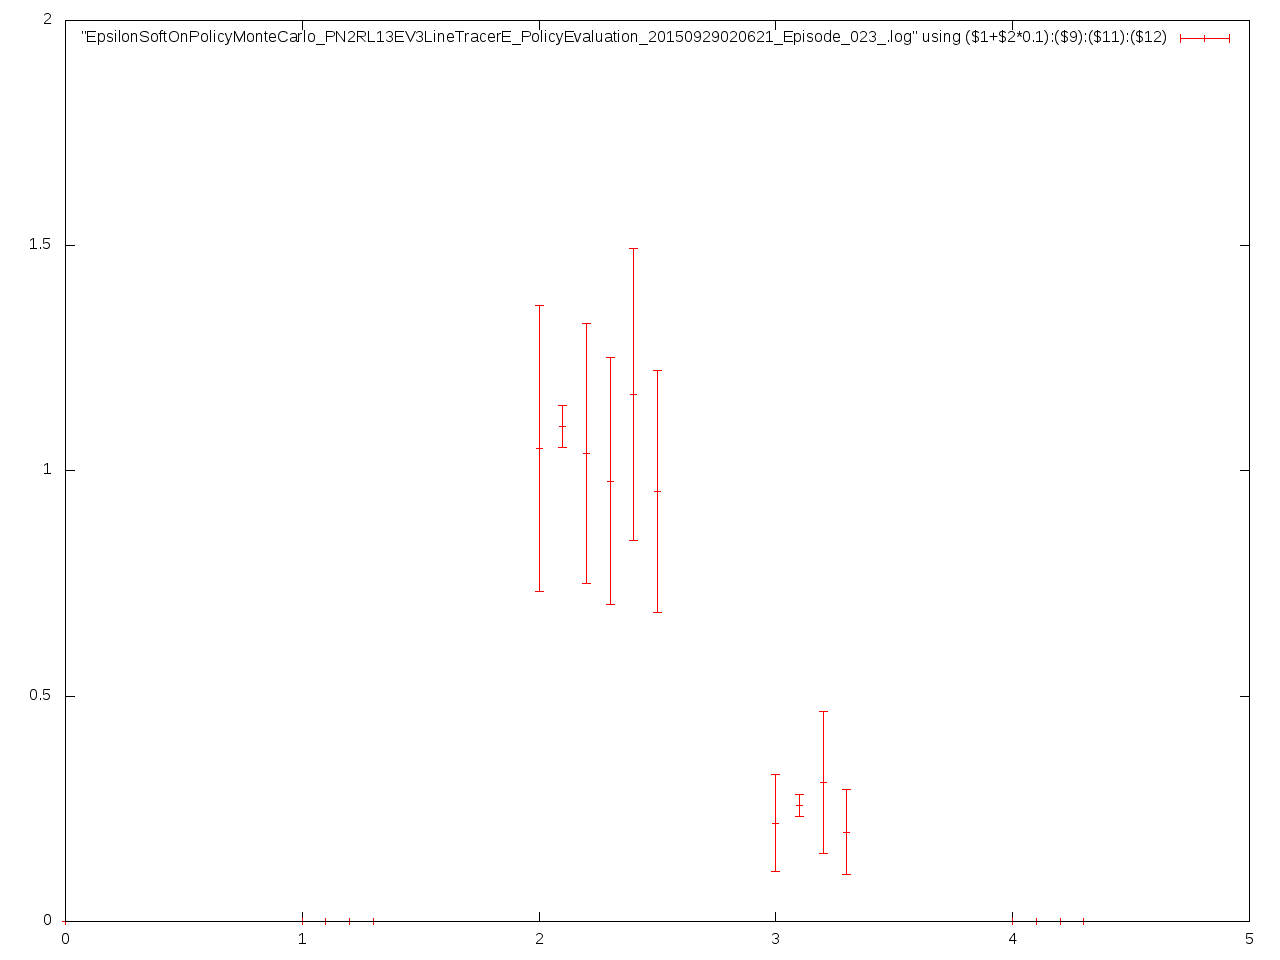 2
"EpsilonSoftOnPolicyMonteCarlo_PN2RL13EV3LineTracerE_PolicyEvaluation_20150929020621_Episode_023_.log" using ($1+$2*0.1):($9):($11):($12)
1.5
1
0.5
0
0 1 2 3 4 5